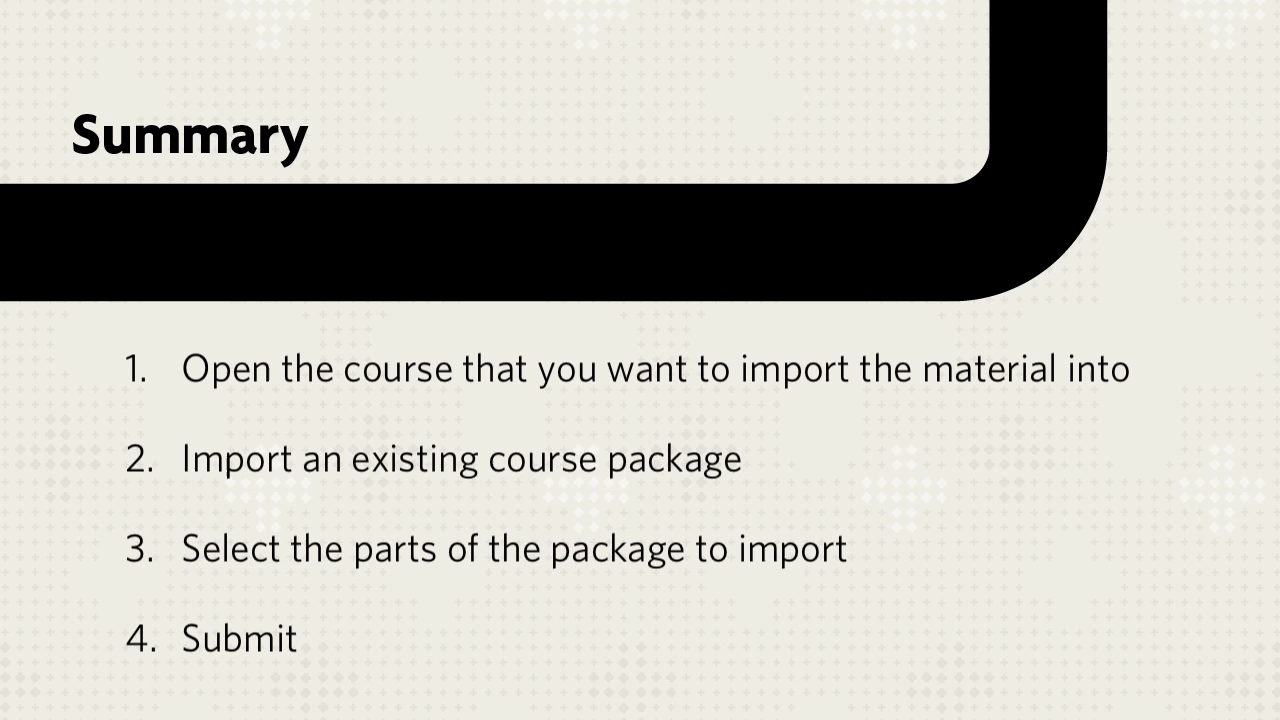 Summary
1. Open the course that you want to import the material into
2. Import an existing course package
3. Select the parts of the package to import
4. Submit